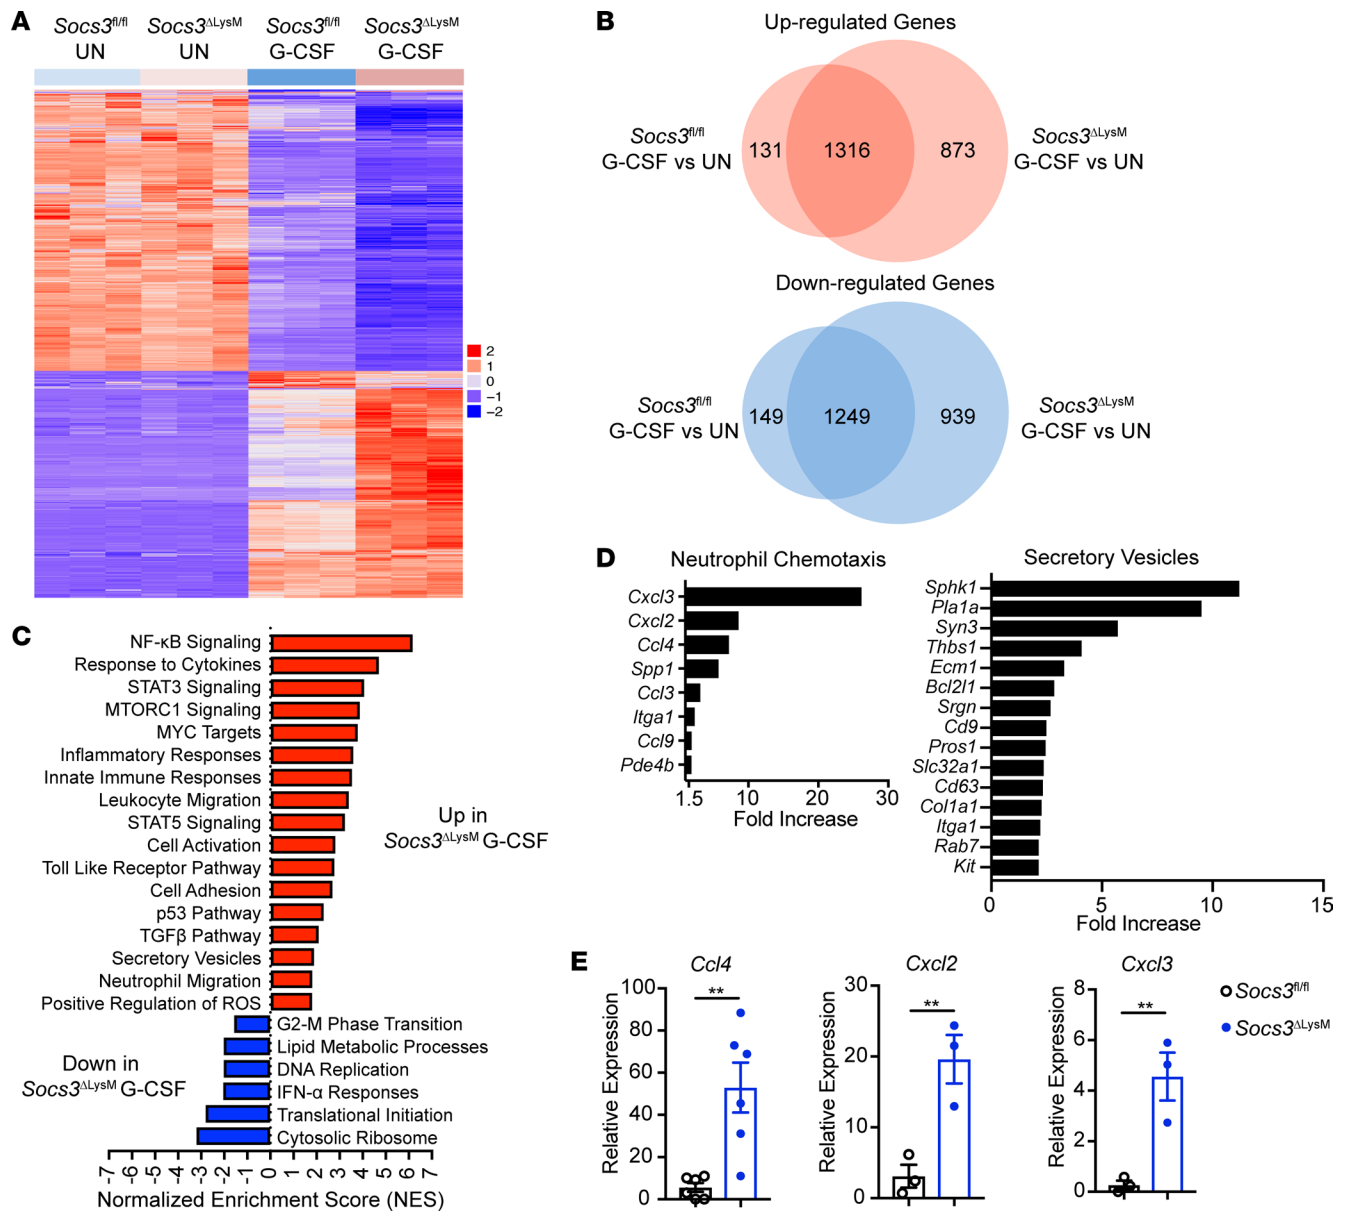 A
Socs3fl/fl
UN
Socs3ΔLysM
UN
Socs3fl/fl
G-CSF
Socs3ΔLysM
G-CSF
2
1
0
−1
−2
B
Up-regulated Genes
Socs3fl/fl
G-CSF vs UN
131
1316
873
Socs3ΔLysM
G-CSF vs UN
Down-regulated Genes
Socs3fl/fl
G-CSF vs UN
149
1249
939
Socs3ΔLysM
G-CSF vs UN
C
NF-κB Signaling
Response to Cytokines
STAT3 Signaling
MTORC1 Signaling
MYC Targets
Inflammatory Responses
Innate Immune Responses
Leukocyte Migration
STAT5 Signaling
Cell Activation
Toll Like Receptor Pathway
Cell Adhesion
p53 Pathway
TGFβ Pathway
Secretory Vesicles
Neutrophil Migration
Positive Regulation of ROS
Up in
Socs3ΔLysM G-CSF
G2-M Phase Transition
Lipid Metabolic Processes
DNA Replication
IFN-α Responses
Translational Initiation
Cytosolic Ribosome
Down in
Socs3ΔLysM G-CSF
-7 -6 -5 -4 -3 -2 -1 0 1 2 3 4 5 6 7
Normalized Enrichment Score (NES)
D
Neutrophil Chemotaxis
Cxcl3
Cxcl2
Ccl4
Spp1
Ccl3
Itga1
Ccl9
Pde4b
1.5 10 20 30
Fold Increase
Secretory Vesicles
Sphk1
Pla1a
Syn3
Thbs1
Ecm1
Bcl2l1
Srgn
Cd9
Pros1
Slc32a1
Cd63
Col1a1
Itga1
Rab7
Kit
0 5 10 15
Fold Increase
E
Ccl4
Relative Expression
100
80
60
40
20
0
**
Cxcl2
Relative Expression
30
20
10
0
**
Cxcl3
Relative Expression
8
6
4
2
0
**
Socs3fl/fl
Socs3ΔLysM